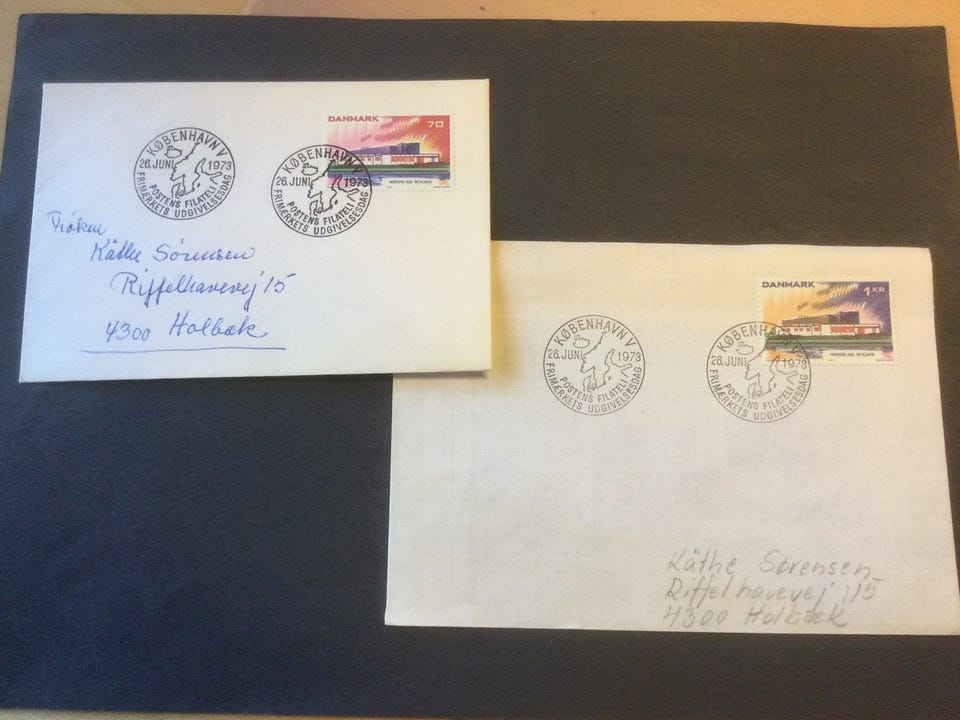 KØBENHAVN V
26. JUNI 1973
POSTENS FILATELI
FRIMÆRKETS UDGIVELSESDAG
KØBENHAVN V
26. JUNI 1973
POSTENS FILATELI
FRIMÆRKETS UDGIVELSESDAG
DANMARK 70
NORDENS HUS REYKJAVIK
Frøken
Käthe Sørensen
Riffelhavevej 15
4300 Holbæk
KØBENHAVN V
26. JUNI 1973
POSTENS FILATELI
FRIMÆRKETS UDGIVELSESDAG
KØBENHAVN V
26. JUNI 1973
POSTENS FILATELI
FRIMÆRKETS UDGIVELSESDAG
DANMARK 1 KR
NORDENS HUS REYKJAVIK
Käthe Sørensen
Riffelhavevej 15
4300 Holbæk